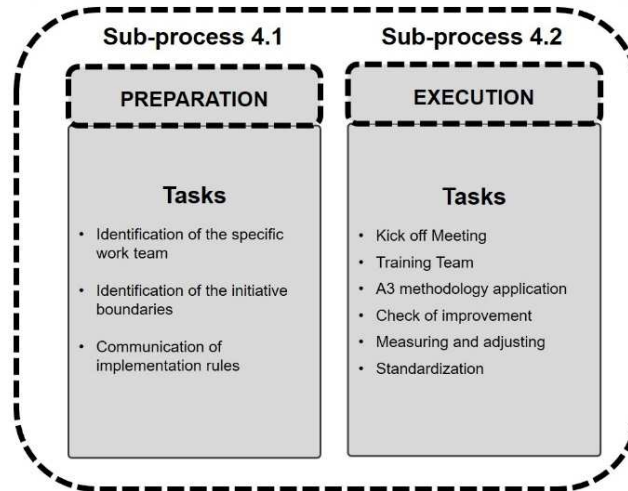 Sub-process 4.1
PREPARATION
Tasks
• Identification of the specific
work team
• Identification of the initiative
boundaries
• Communication of
implementation rules
Sub-process 4.2
EXECUTION
Tasks
• Kick off Meeting
• Training Team
• A3 methodology application
• Check of improvement
• Measuring and adjusting
• Standardization